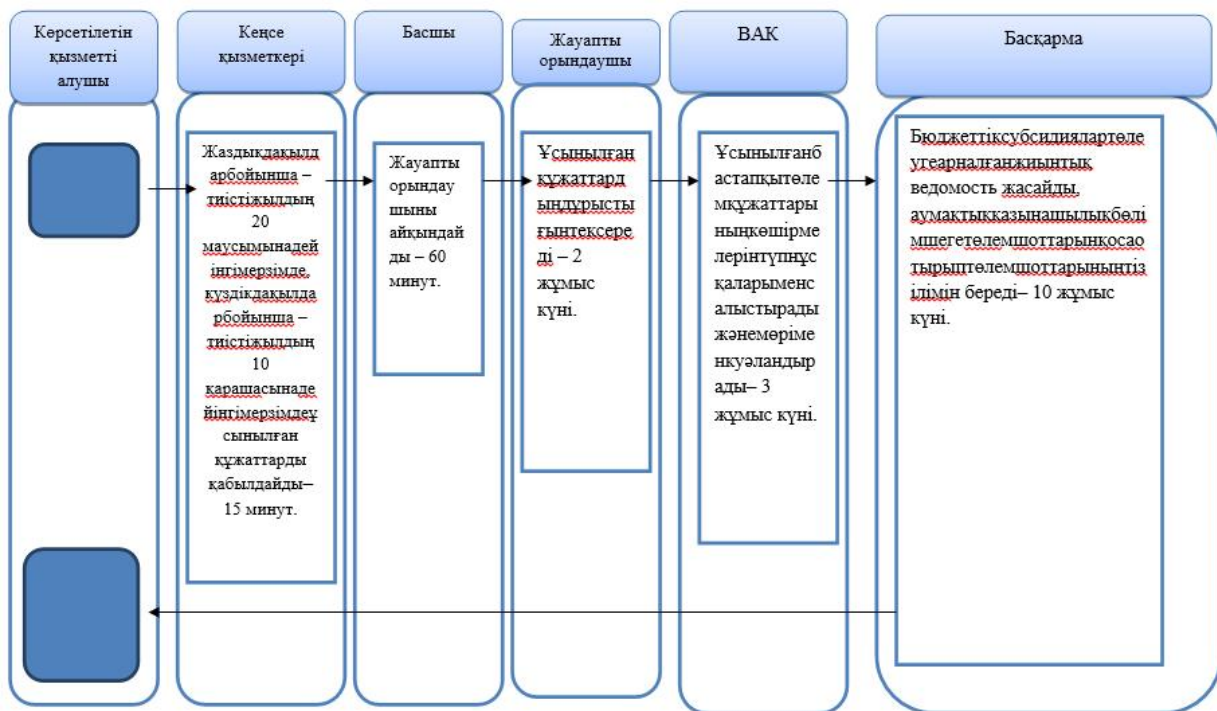 Көрсетілетін
қызметті
алушы
Кеңсе
қызметкері
Басшы
Жауапты
орындаушы
ВАК
Басқарма
Жаздықдақылд
арбойынша –
тиістіжылдың
20
маусымынадей
інгімерзімде,
күздікдақылда
рбойынша –
тиістіжылдың
10
қарашасынаде
йінгімерзімдеұ
сынылған
құжаттарды
қабылдайды–
15 минут.
Жауапты
орындау
шыны
айқындай
ды – 60
минут.
Ұсынылған
құжаттард
ыңдұрысты
ғынтексере
ді – 2
жұмыс
күні.
Ұсынылғанб
астапқытөле
мқұжаттары
ныңкөшірме
лерінтүпнұс
қаларыменс
алыстырады
жәнемөріме
нкуәландыр
ады– 3
жұмыс күні.
Бюджеттіксубсидиялартөле
угеарналғанжиынтық
ведомость жасайды,
аумақтыққазынашылықбөлі
мшегетөлемшоттарынқосао
тырыптөлемшоттарыныңтіз
ілімін береді– 10 жұмыс
күні.